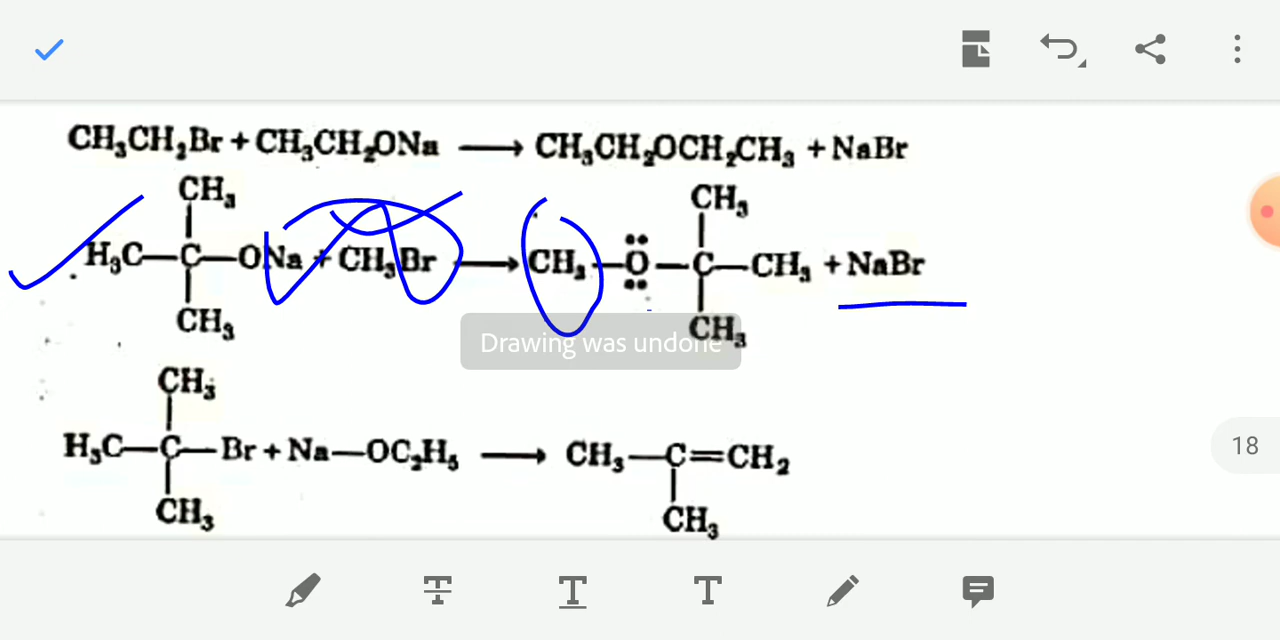 CH₃CH₂Br + CH₃CH₂ONa ⟶ CH₃CH₂OCH₂CH₃ + NaBr
CH₃ CH₃
H₃C—C—ONa + CH₃Br ⟶ CH₃—O—C—CH₃ + NaBr
CH₃ CH₃
Drawing was undone
CH₃
18
H₃C—C—Br + Na—OC₂H₅ ⟶ CH₃—C=CH₂
CH₃ CH₃
T T T